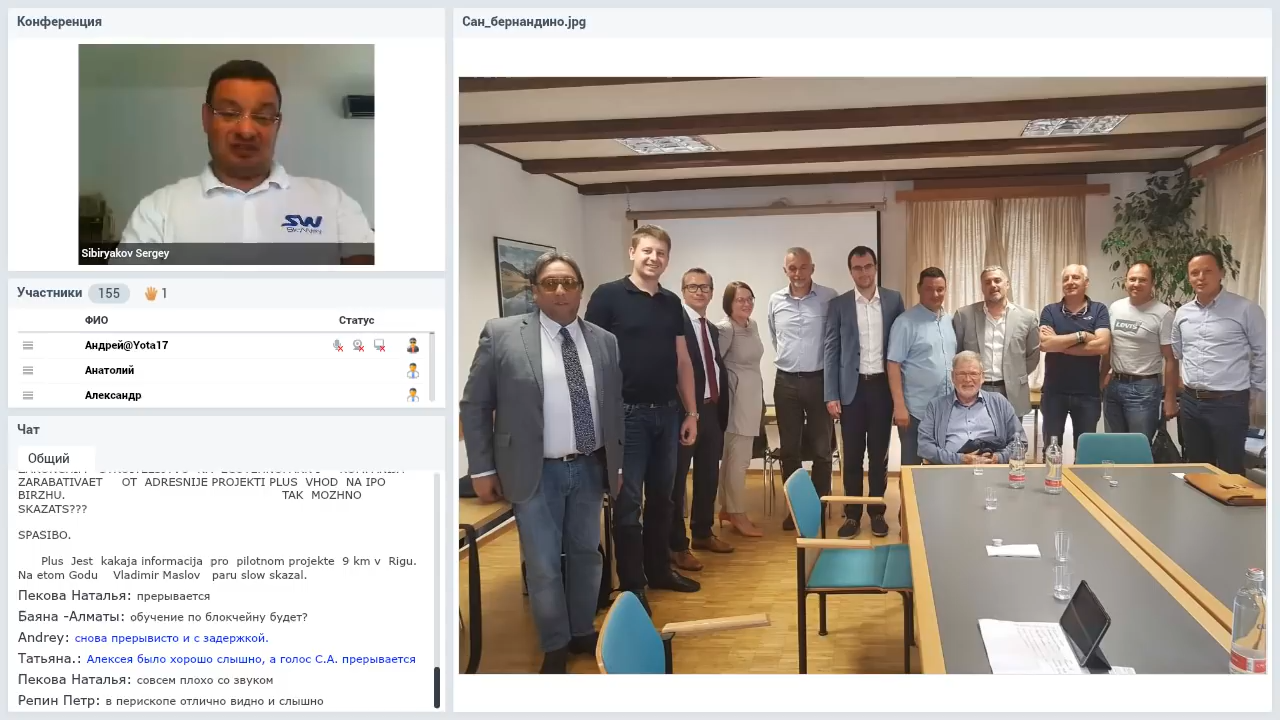 Конференция
SW
SkyWay
Sibiryakov Sergey
Участники 155 1
ФИО Статус
Андрей@Yota17
Анатолий
Александр
Чат
Общий
ZARABATIVAET OT ADRESNIJE PROJEKTI PLUS VHOD NA IPO
BIRZHU. TAK MOZHNO
SKAZATS???
SPASIBO.
Plus Jest kakaja informacija pro pilotnom projekte 9 km v Rigu.
Na etom Godu Vladimir Maslov paru slow skazal.
Пекова Наталья: прерывается
Баяна -Алматы: обучение по блокчейну будет?
Andrey: снова прерывисто и с задержкой.
Татьяна.: Алексея было хорошо слышно, а голос С.А. прерывается
Пекова Наталья: совсем плохо со звуком
Репин Петр: в перископе отлично видно и слышно
Сан_бернандино.jpg
LEVI'S